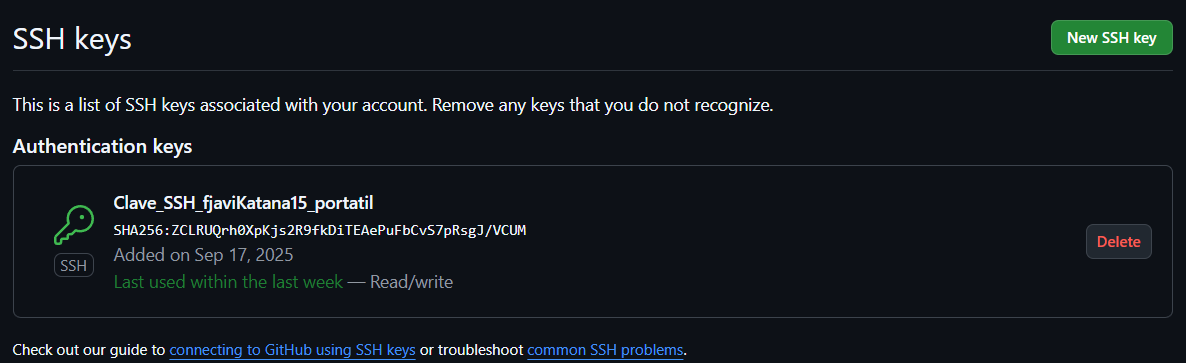 SSH keys
New SSH key
This is a list of SSH keys associated with your account. Remove any keys that you do not recognize.
Authentication keys
Clave_SSH_fjaviKatana15_portatil
SHA256:ZCLRUQrh0XpKjs2R9fkDiTEAePuFbCvS7pRsgJ/VCUM
Added on Sep 17, 2025
Last used within the last week — Read/write
SSH
Delete
Check out our guide to connecting to GitHub using SSH keys or troubleshoot common SSH problems.